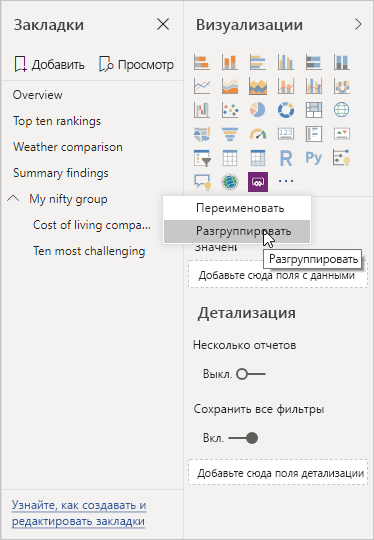 Закладки
Добавить
Просмотр
Overview
Top ten rankings
Weather comparison
Summary findings
My nifty group
Cost of living compa...
Ten most challenging
Узнайте, как создавать и
редактировать закладки
Визуализации
123
R
Py
...
Переименовать
Разгруппировать
Разгруппировать
Добавьте сюда поля с данными
Детализация
Несколько отчетов
Выкл.
Сохранить все фильтры
Вкл.
Добавьте сюда поля детализации